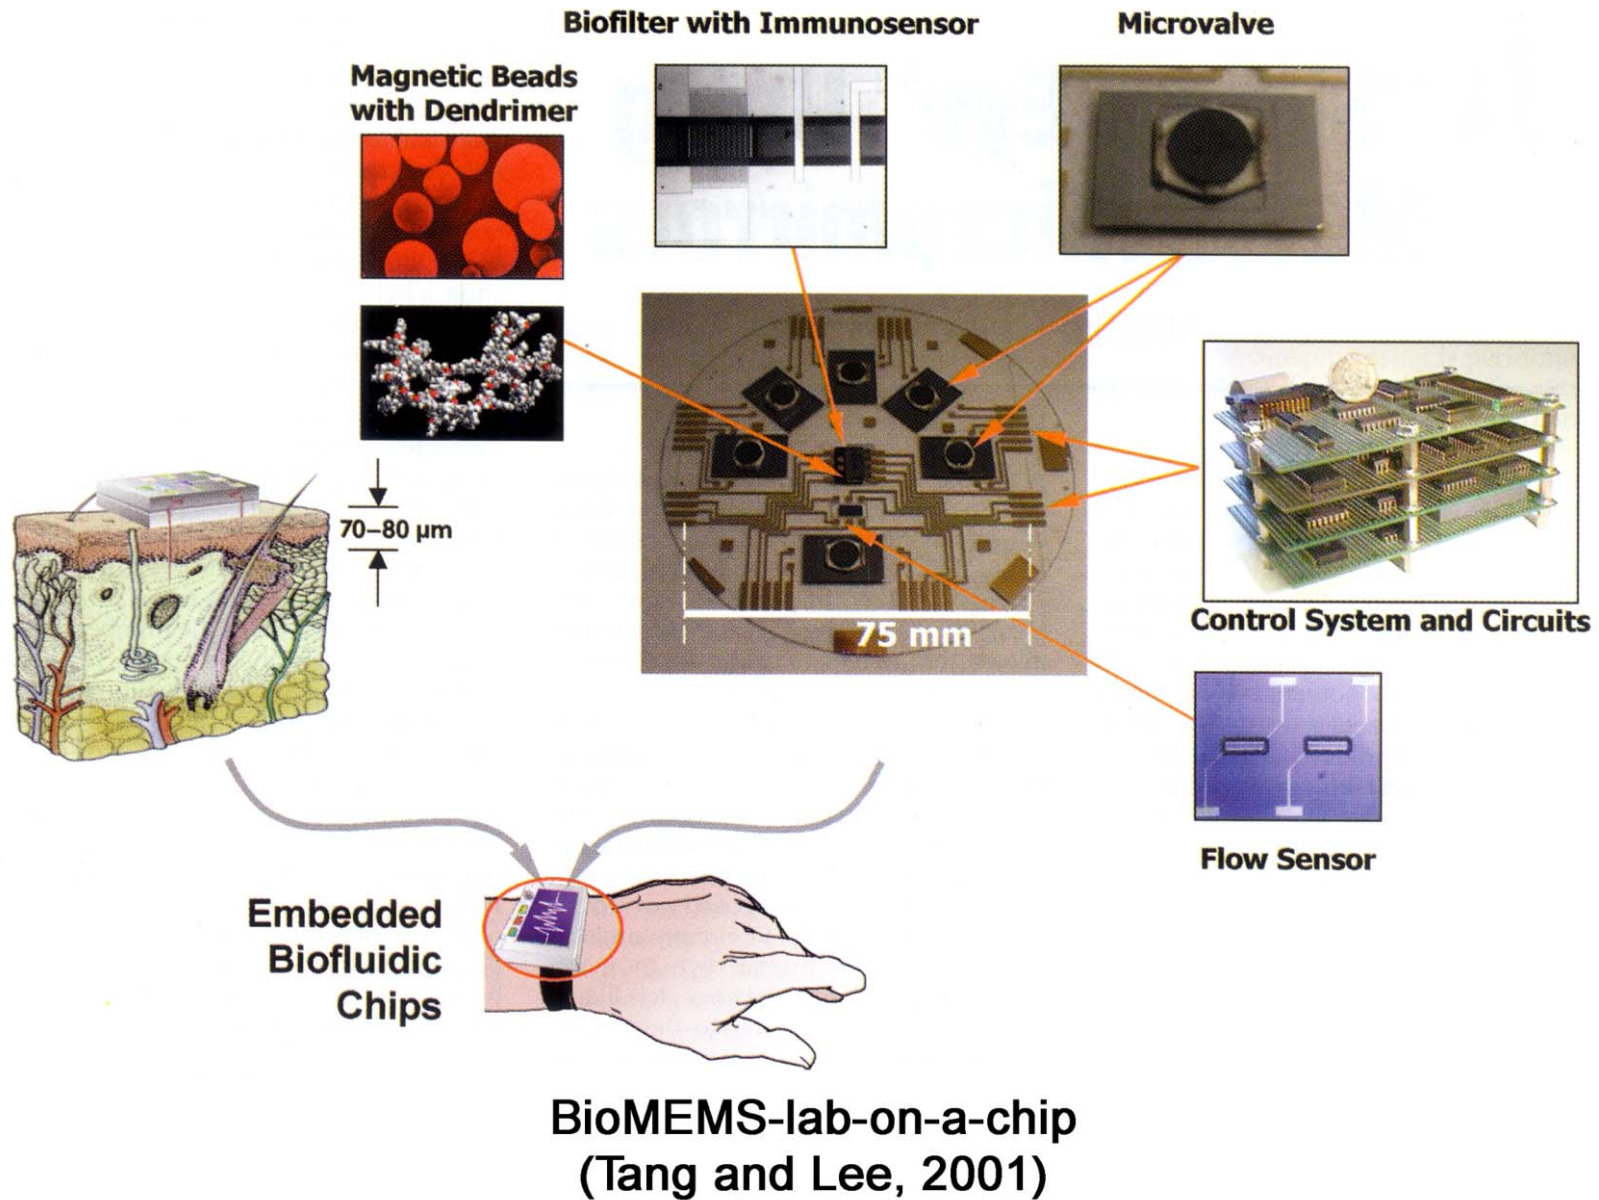 Biofilter with Immunosensor
Microvalve
Magnetic Beads
with Dendrimer
70–80 µm
75 mm
Control System and Circuits
Flow Sensor
Embedded
Biofluidic
Chips
BioMEMS-lab-on-a-chip
(Tang and Lee, 2001)